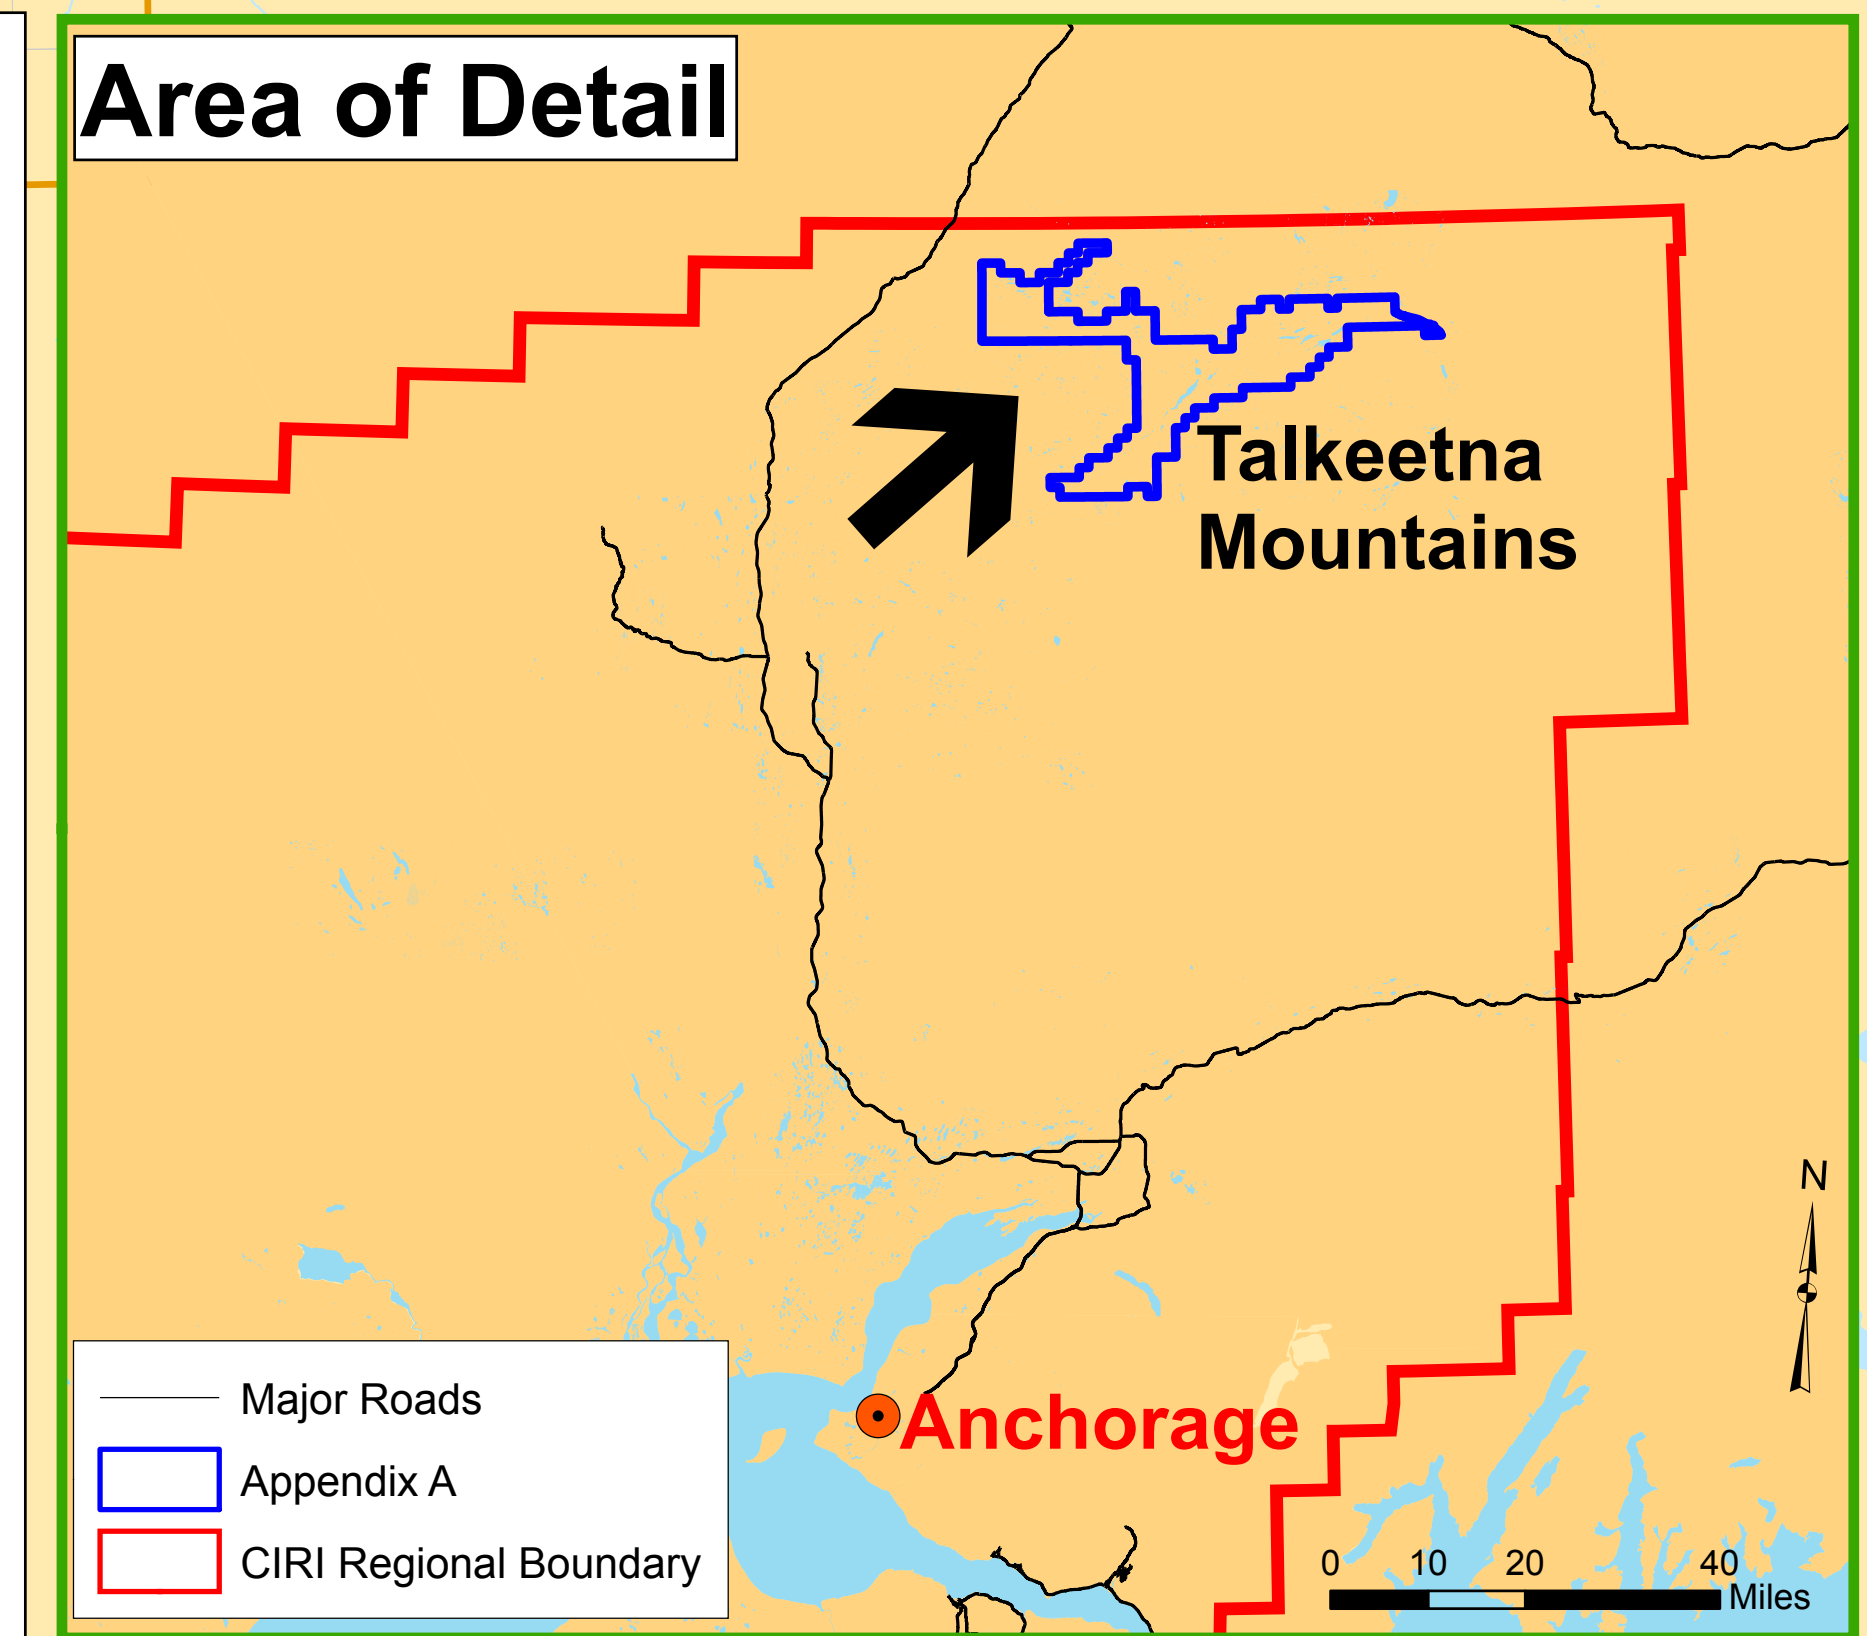 Area of Detail
Talkeetna
Mountains
N
Anchorage
Major Roads
Appendix A
CIRI Regional Boundary
0 10 20 40
Miles